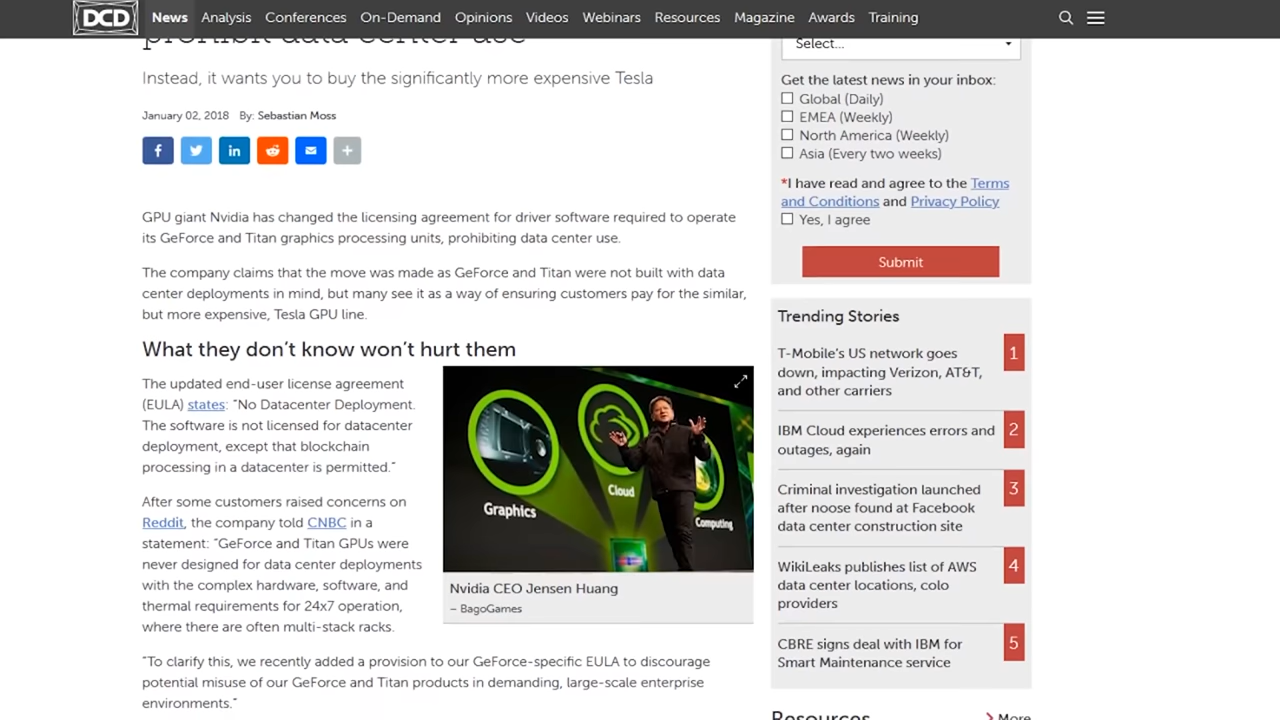 DCD
News Analysis Conferences On-Demand Opinions Videos Webinars Resources Magazine Awards Training
prohibit data center use
Instead, it wants you to buy the significantly more expensive Tesla
January 02, 2018 By: Sebastian Moss
GPU giant Nvidia has changed the licensing agreement for driver software required to operate
its GeForce and Titan graphics processing units, prohibiting data center use.
The company claims that the move was made as GeForce and Titan were not built with data
center deployments in mind, but many see it as a way of ensuring customers pay for the similar,
but more expensive, Tesla GPU line.
What they don’t know won’t hurt them
The updated end-user license agreement
(EULA) states: “No Datacenter Deployment.
The software is not licensed for datacenter
deployment, except that blockchain
processing in a datacenter is permitted.”
After some customers raised concerns on
Reddit, the company told CNBC in a
statement: “GeForce and Titan GPUs were
never designed for data center deployments
with the complex hardware, software, and
thermal requirements for 24x7 operation,
where there are often multi-stack racks.
Graphics
Cloud
Computing
Nvidia CEO Jensen Huang
– BagoGames
“To clarify this, we recently added a provision to our GeForce-specific EULA to discourage
potential misuse of our GeForce and Titan products in demanding, large-scale enterprise
environments.”
Select...
Get the latest news in your inbox:
Global (Daily)
EMEA (Weekly)
North America (Weekly)
Asia (Every two weeks)
*I have read and agree to the Terms
and Conditions and Privacy Policy
Yes, I agree
Submit
Trending Stories
T-Mobile’s US network goes
down, impacting Verizon, AT&T,
and other carriers
1
IBM Cloud experiences errors and
outages, again
2
Criminal investigation launched
after noose found at Facebook
data center construction site
3
WikiLeaks publishes list of AWS
data center locations, colo
providers
4
CBRE signs deal with IBM for
Smart Maintenance service
5
Resources
More